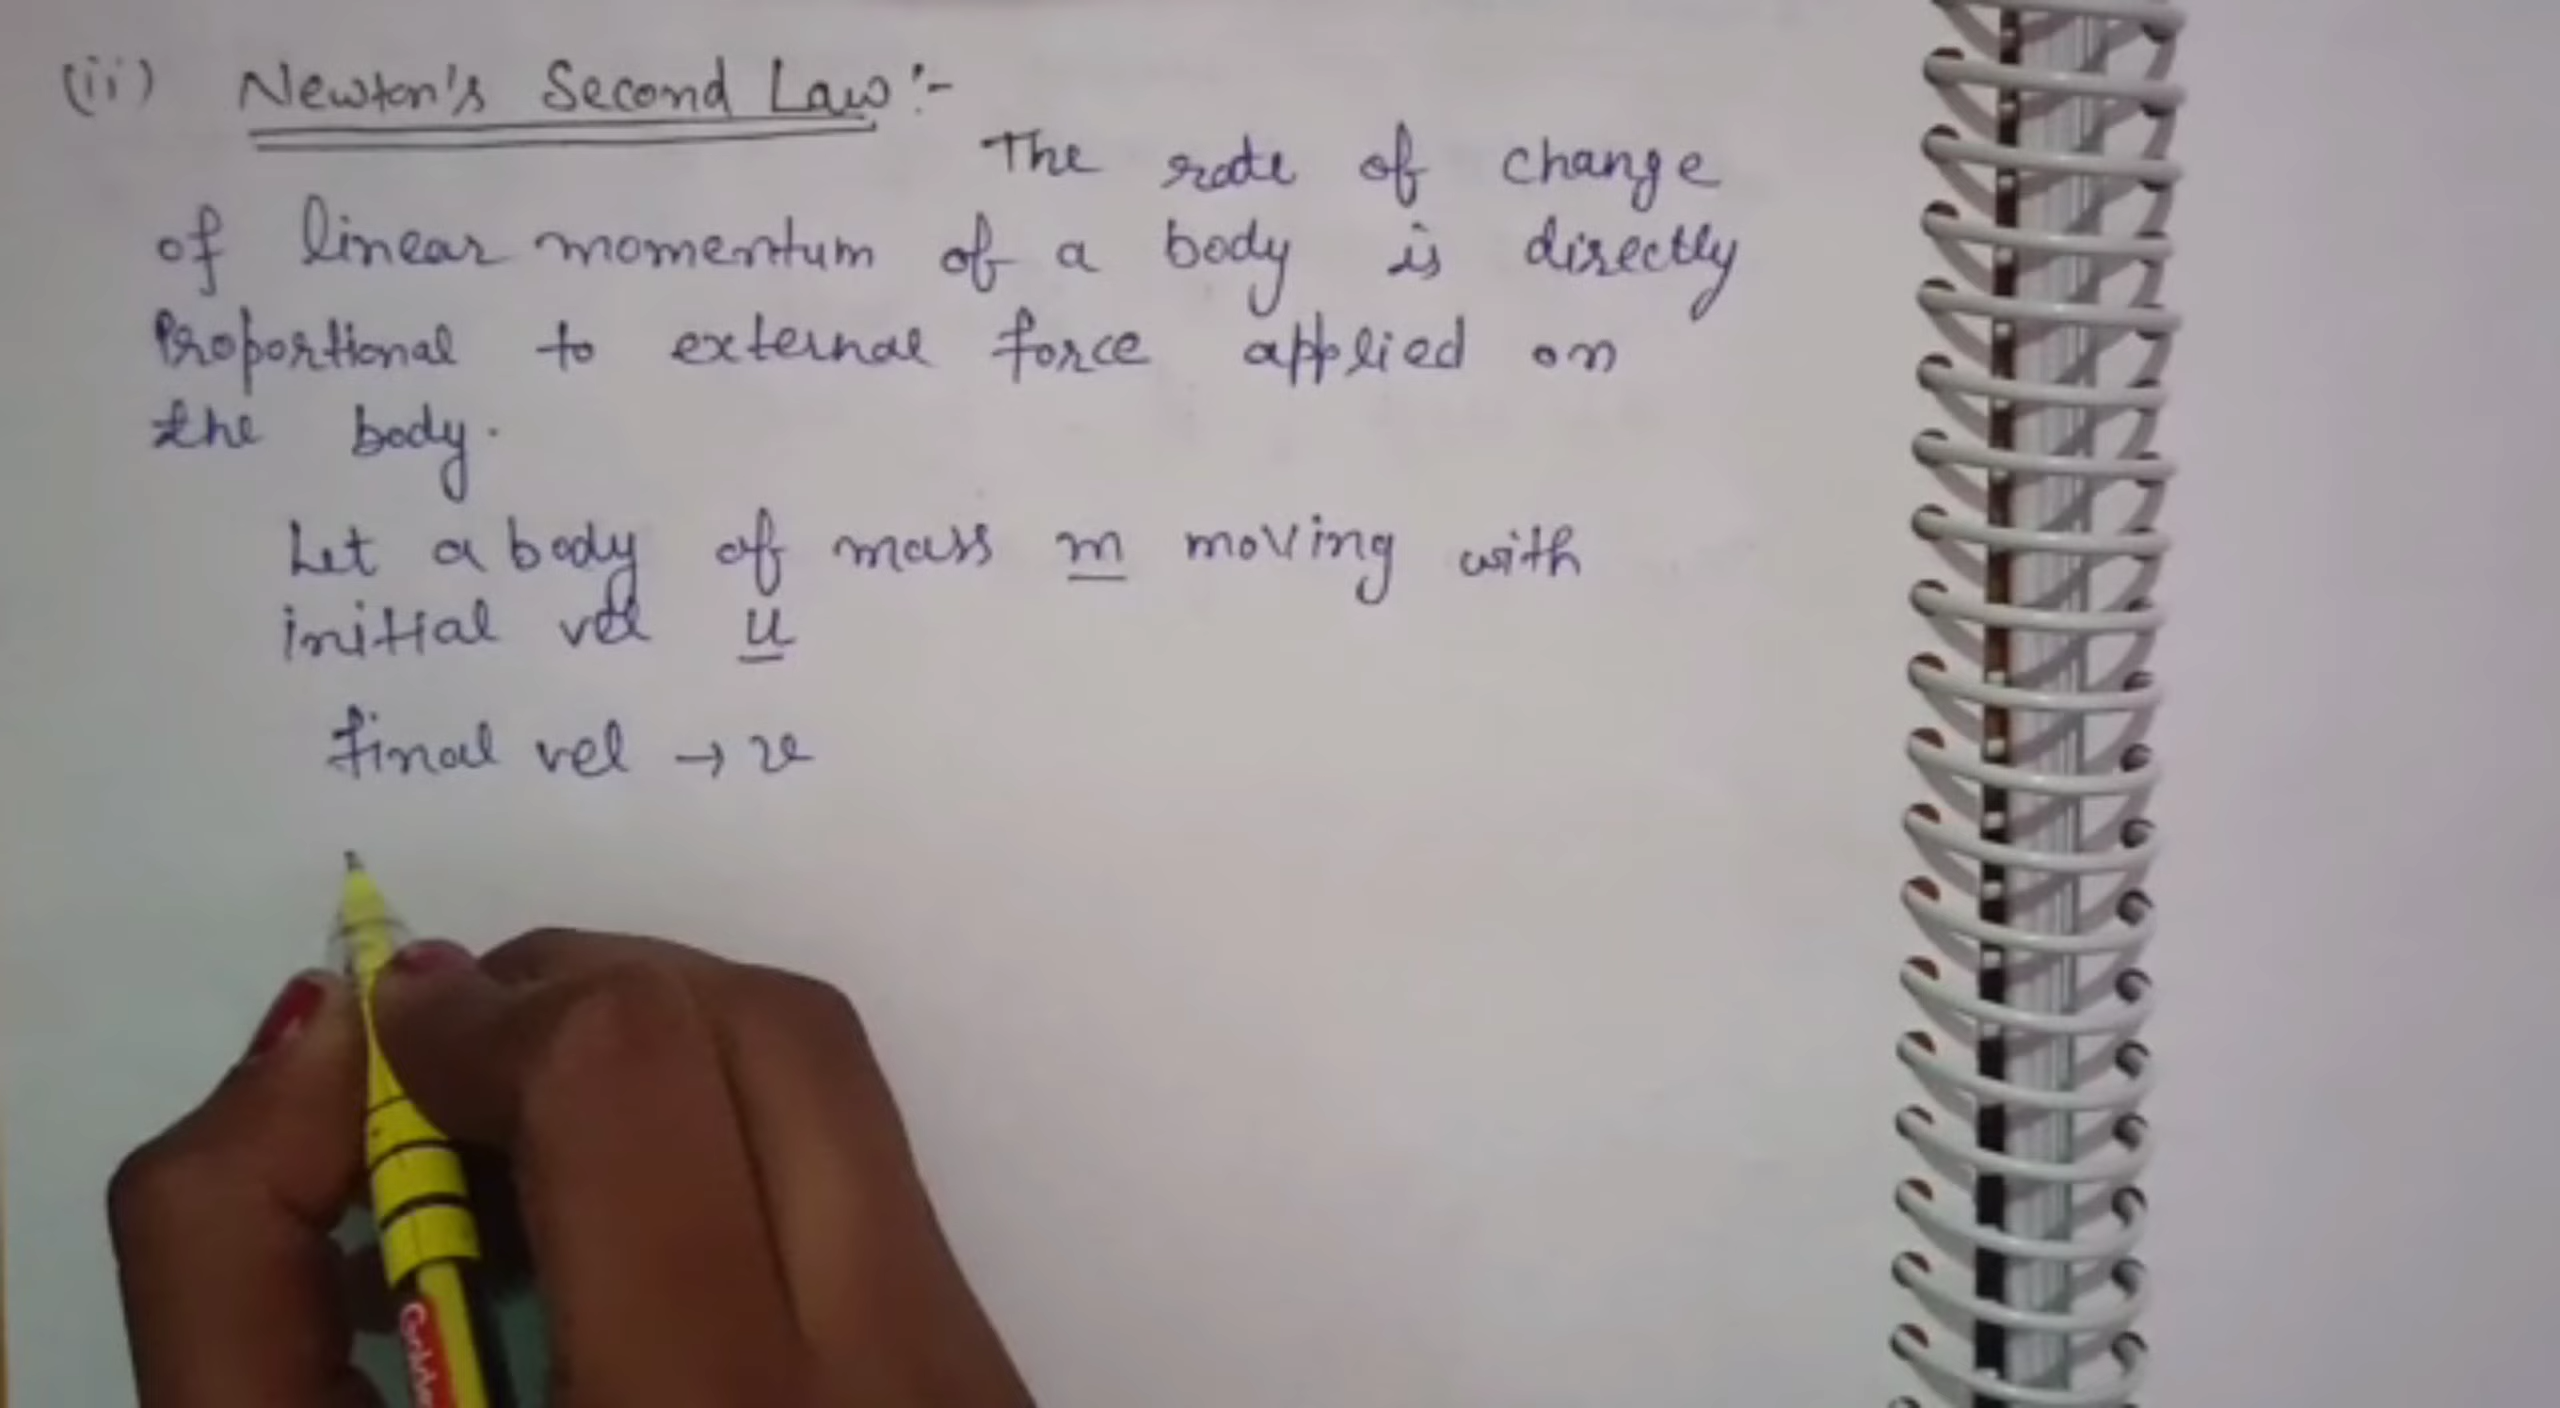 (ii) Newton's Second Law :-
The rate of change
of linear momentum of a body is directly
Proportional to external force applied on
the body.
Let a body of mass m moving with
initial vel u
final vel → v